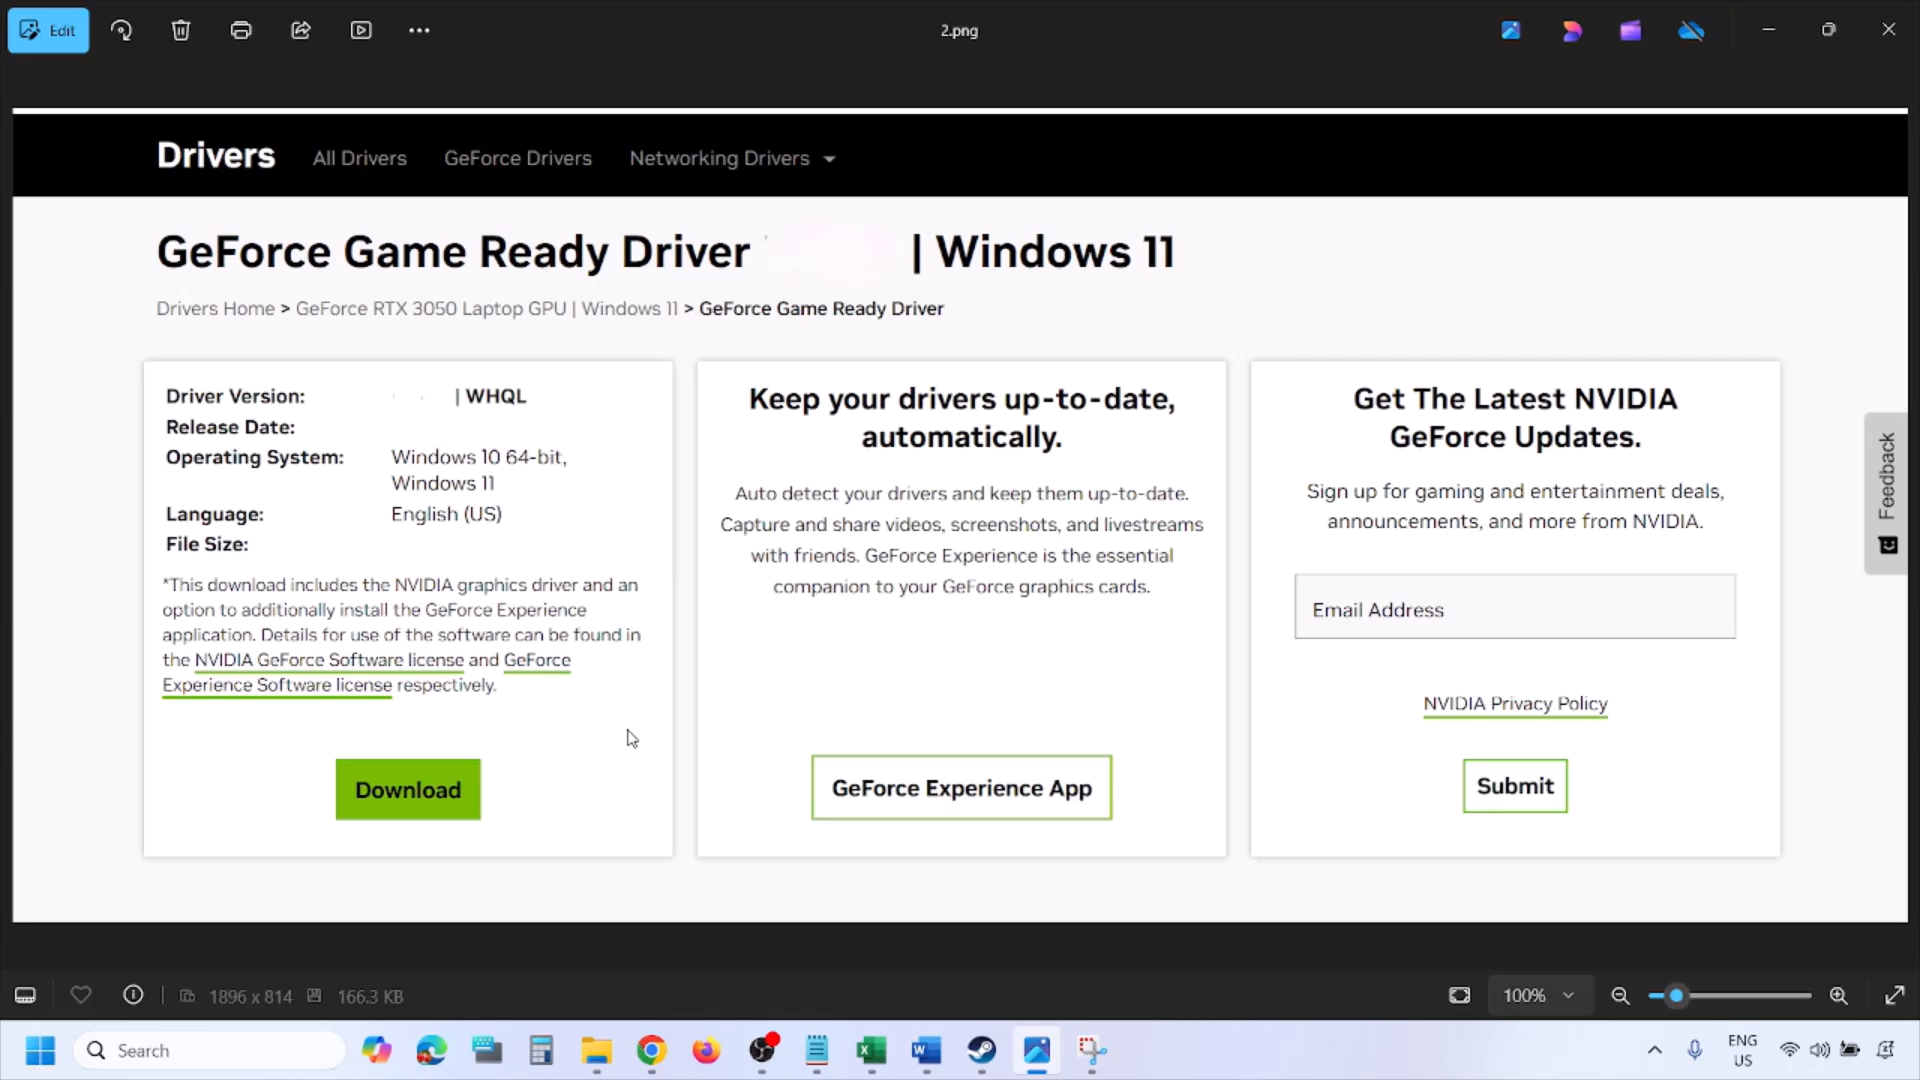 Edit
2.png
Drivers All Drivers GeForce Drivers Networking Drivers
GeForce Game Ready Driver | Windows 11
Drivers Home > GeForce RTX 3050 Laptop GPU | Windows 11 > GeForce Game Ready Driver
Driver Version: | WHQL
Release Date:
Operating System: Windows 10 64-bit,
Windows 11
Language: English (US)
File Size:
*This download includes the NVIDIA graphics driver and an
option to additionally install the GeForce Experience
application. Details for use of the software can be found in
the NVIDIA GeForce Software license and GeForce
Experience Software license respectively.
Download
Keep your drivers up-to-date,
automatically.
Auto detect your drivers and keep them up-to-date.
Capture and share videos, screenshots, and livestreams
with friends. GeForce Experience is the essential
companion to your GeForce graphics cards.
GeForce Experience App
Get The Latest NVIDIA
GeForce Updates.
Sign up for gaming and entertainment deals,
announcements, and more from NVIDIA.
Email Address
NVIDIA Privacy Policy
Submit
Feedback
1896 x 814 166.3 KB
100%
Search
ENG
US